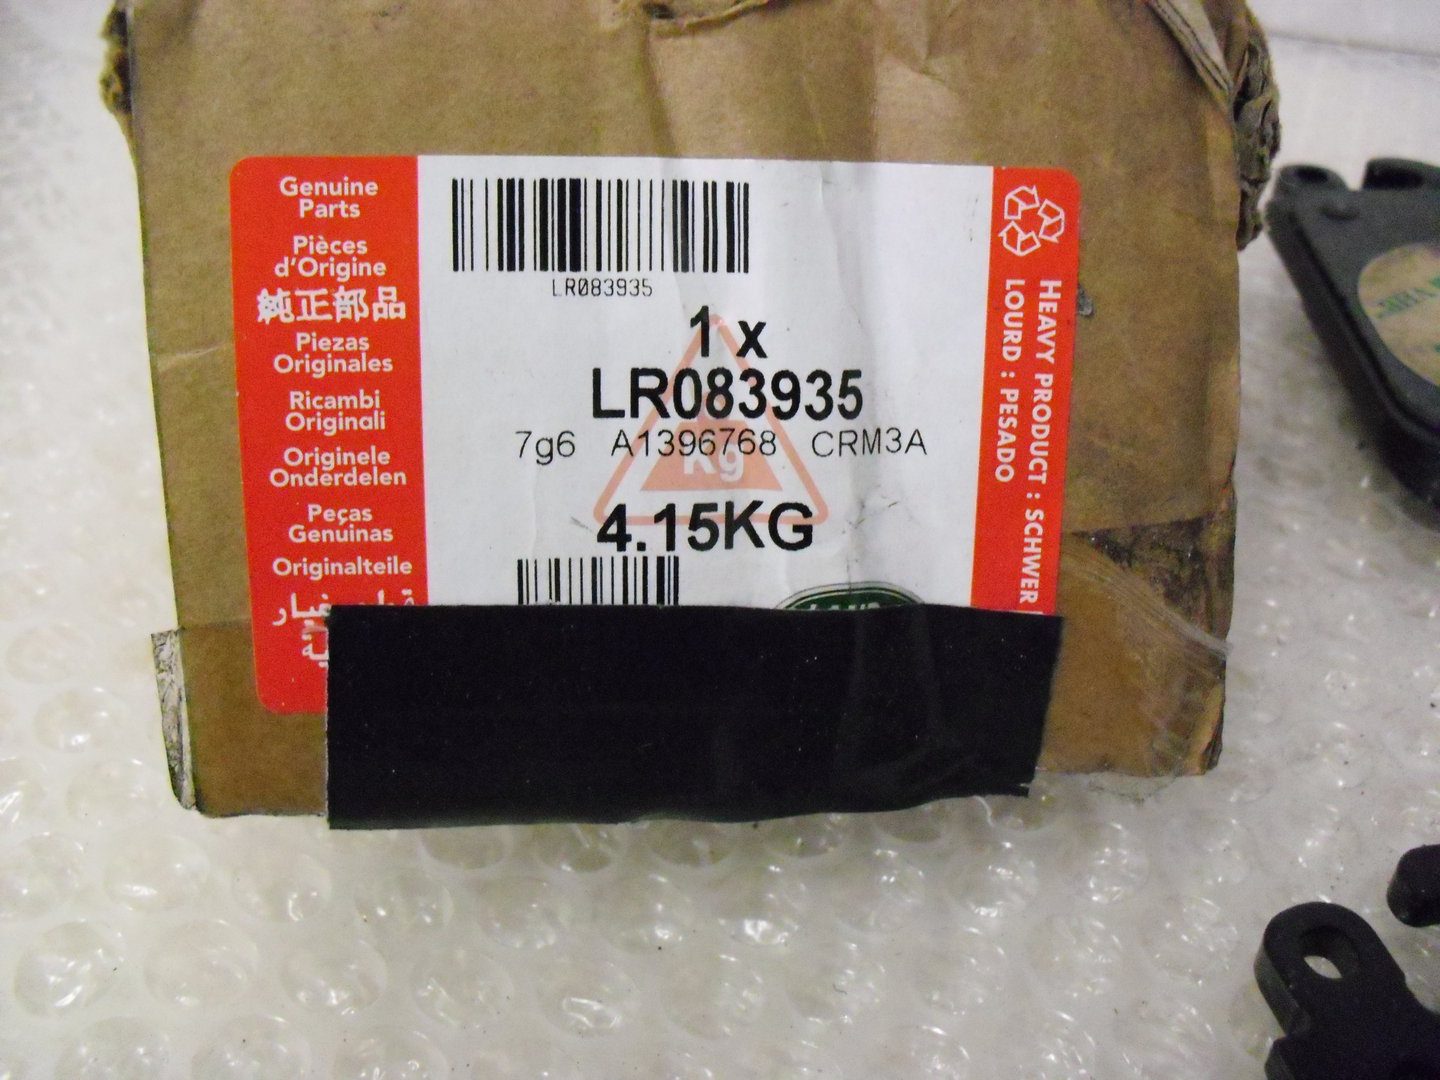 Genuine
Parts
Pièces
d'Origine
純正部品
Piezas
Originales
Ricambi
Originali
Originele
Onderdelen
Peças
Genuinas
Originalteile
LR083935
1 x
LR083935
7g6 A1396768 CRM3A
Kg
4.15KG
HEAVY PRODUCT : SCHWER
LOURD : PESADO